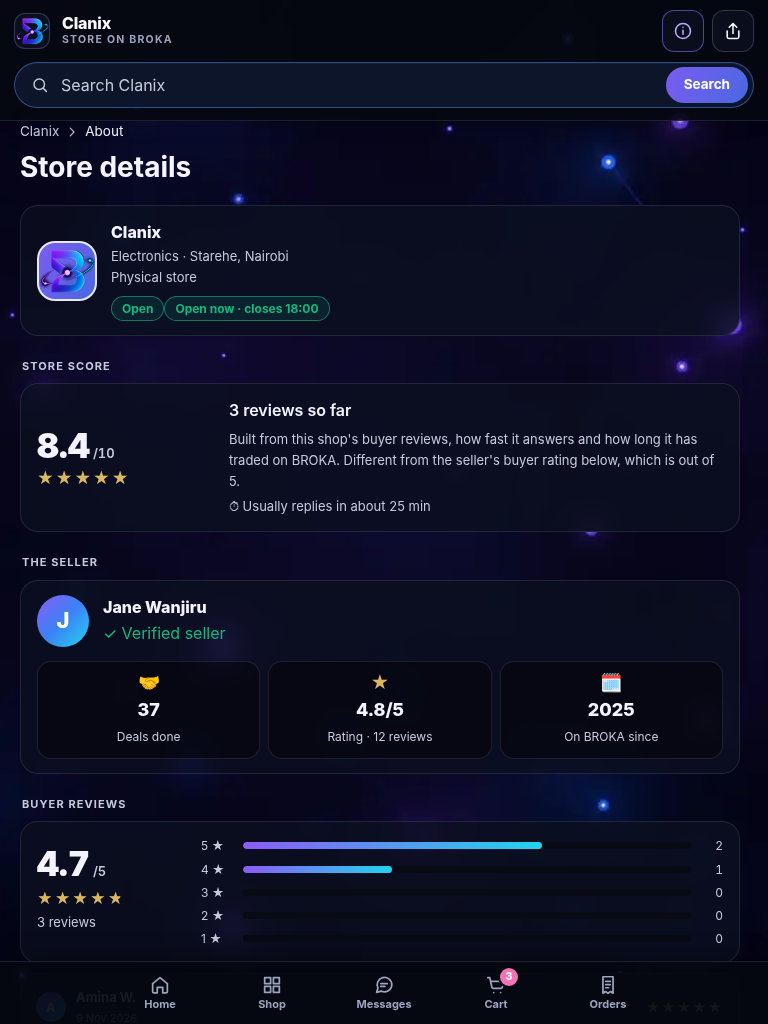 Clanix
STORE ON BROKA
Search Clanix
Search
Clanix > About
Store details
Clanix
Electronics · Starehe, Nairobi
Physical store
Open
Open now · closes 18:00
STORE SCORE
8.4 /10
★★★★★
3 reviews so far
Built from this shop's buyer reviews, how fast it answers and how long it has
traded on BROKA. Different from the seller's buyer rating below, which is out of
5.
⏱ Usually replies in about 25 min
THE SELLER
J
Jane Wanjiru
✓ Verified seller
37
Deals done
★
4.8/5
Rating · 12 reviews
2025
On BROKA since
BUYER REVIEWS
4.7 /5
★★★★★
3 reviews
5 ★ 2
4 ★ 1
3 ★ 0
2 ★ 0
1 ★ 0
A
Amina W.
9 Nov 2026
★★★★★
Home
Shop
Messages
3
Cart
Orders